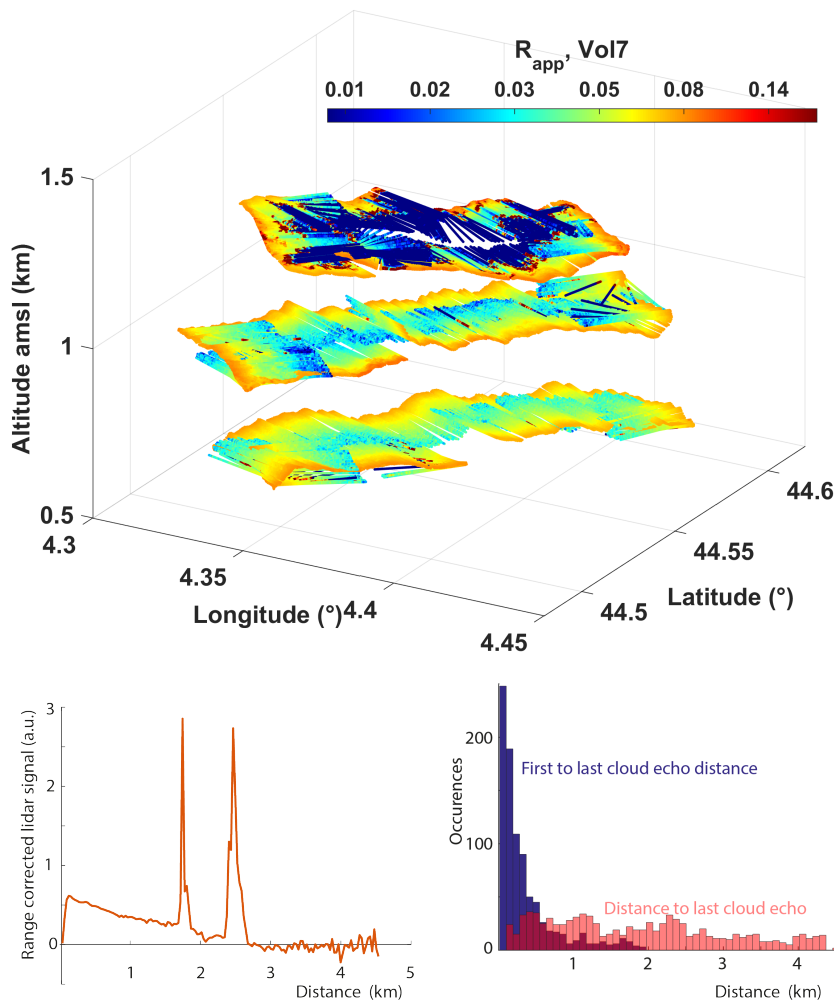 R_app, Vol7
0.01 0.02 0.03 0.05 0.08 0.14
1.5
1
0.5
Altitude amsl (km)
4.3
4.35
4.4
4.45
Longitude (°)
44.5
44.55
44.6
Latitude (°)
3
2
1
0
Range corrected lidar signal (a.u.)
1 2 3 4 5
Distance (km)
200
100
0
Occurences
First to last cloud echo distance
Distance to last cloud echo
1 2 3 4
Distance (km)